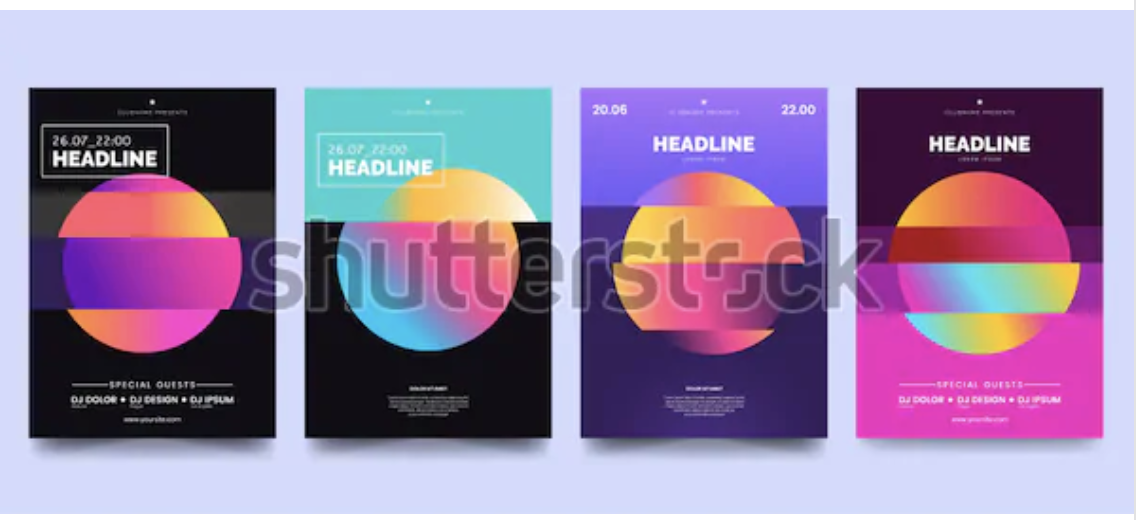 CLUBNAME PRESENTS
26.07_22:00
HEADLINE
SPECIAL GUESTS
DJ DOLOR • DJ DESIGN • DJ IPSUM
www.yoursite.com
CLUBNAME PRESENTS
26.07_22:00
HEADLINE
DOLOR SIT AMET
20.06
CLUBNAME PRESENTS
22.00
HEADLINE
LOREM IPSUM
DOLOR SIT AMET
CLUBNAME PRESENTS
HEADLINE
LOREM IPSUM
SPECIAL GUESTS
DJ DOLOR • DJ DESIGN • DJ IPSUM
www.yoursite.com
shutterstock